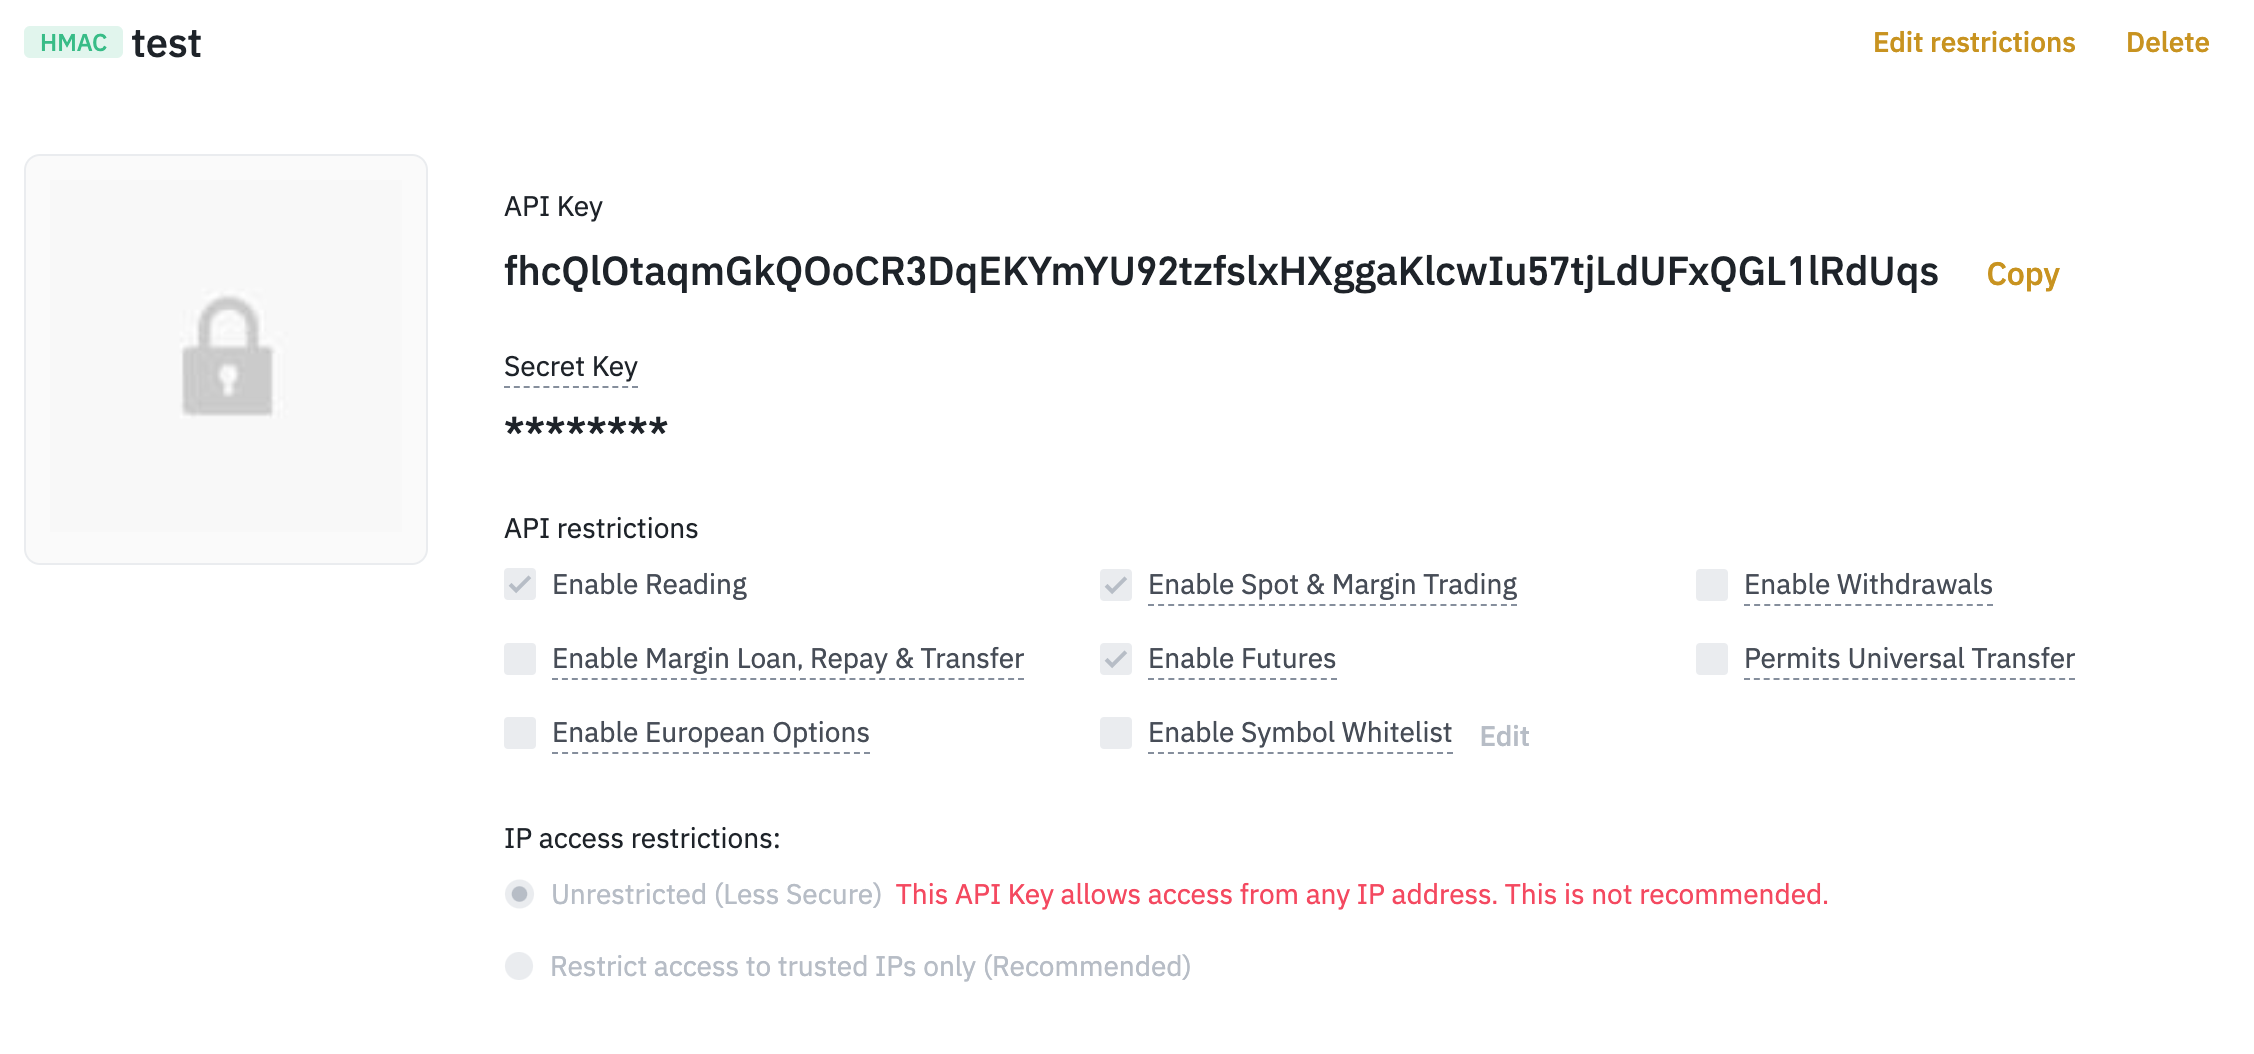 HMAC test Edit restrictions Delete
API Key
fhcQlOtaqmGkQOoCR3DqEKYmYU92tzfslxHXggaKlcwIu57tjLdUFxQGL1lRdUqs Copy
Secret Key
********
API restrictions
Enable Reading Enable Spot & Margin Trading Enable Withdrawals
Enable Margin Loan, Repay & Transfer Enable Futures Permits Universal Transfer
Enable European Options Enable Symbol Whitelist Edit
IP access restrictions:
Unrestricted (Less Secure) This API Key allows access from any IP address. This is not recommended.
Restrict access to trusted IPs only (Recommended)